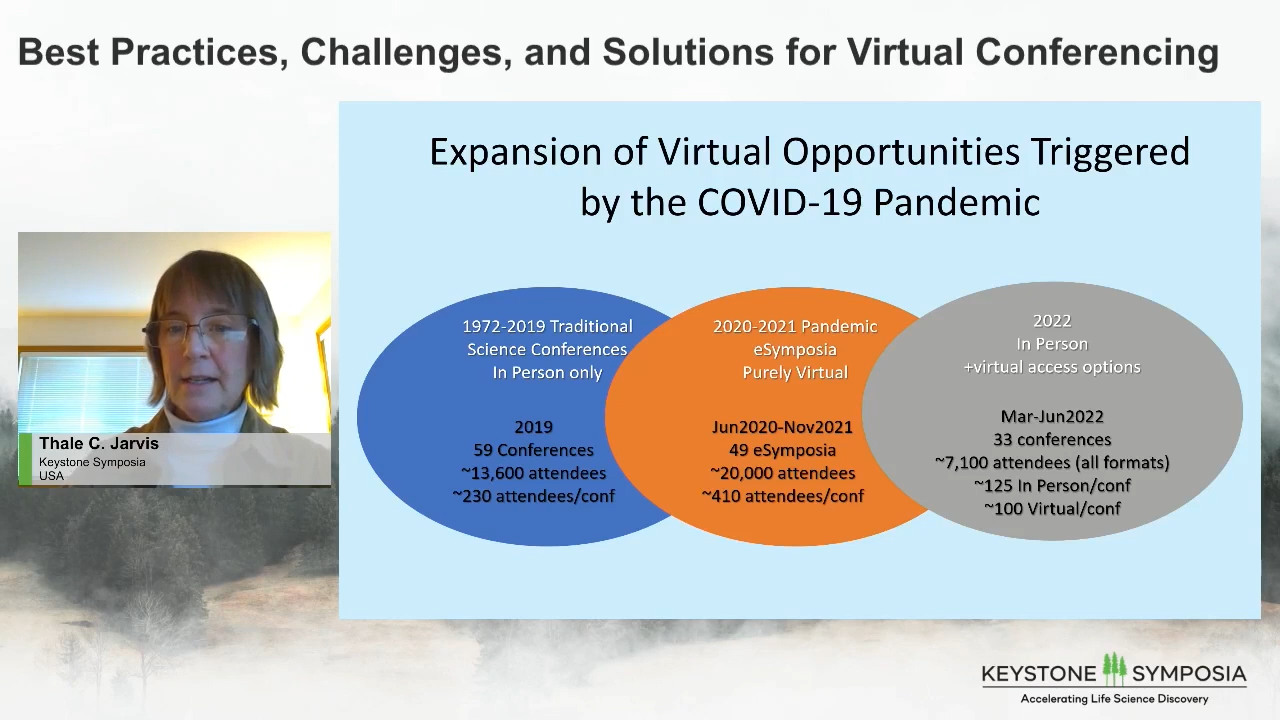 Best Practices, Challenges, and Solutions for Virtual Conferencing
Expansion of Virtual Opportunities Triggered
by the COVID-19 Pandemic
1972-2019 Traditional
Science Conferences
In Person only
2019
59 Conferences
~13,600 attendees
~230 attendees/conf
2020-2021 Pandemic
eSymposia
Purely Virtual
Jun2020-Nov2021
49 eSymposia
~20,000 attendees
~410 attendees/conf
2022
In Person
+virtual access options
Mar-Jun2022
33 conferences
~7,100 attendees (all formats)
~125 In Person/conf
~100 Virtual/conf
Thale C. Jarvis
Keystone Symposia
USA
KEYSTONE SYMPOSIA
Accelerating Life Science Discovery